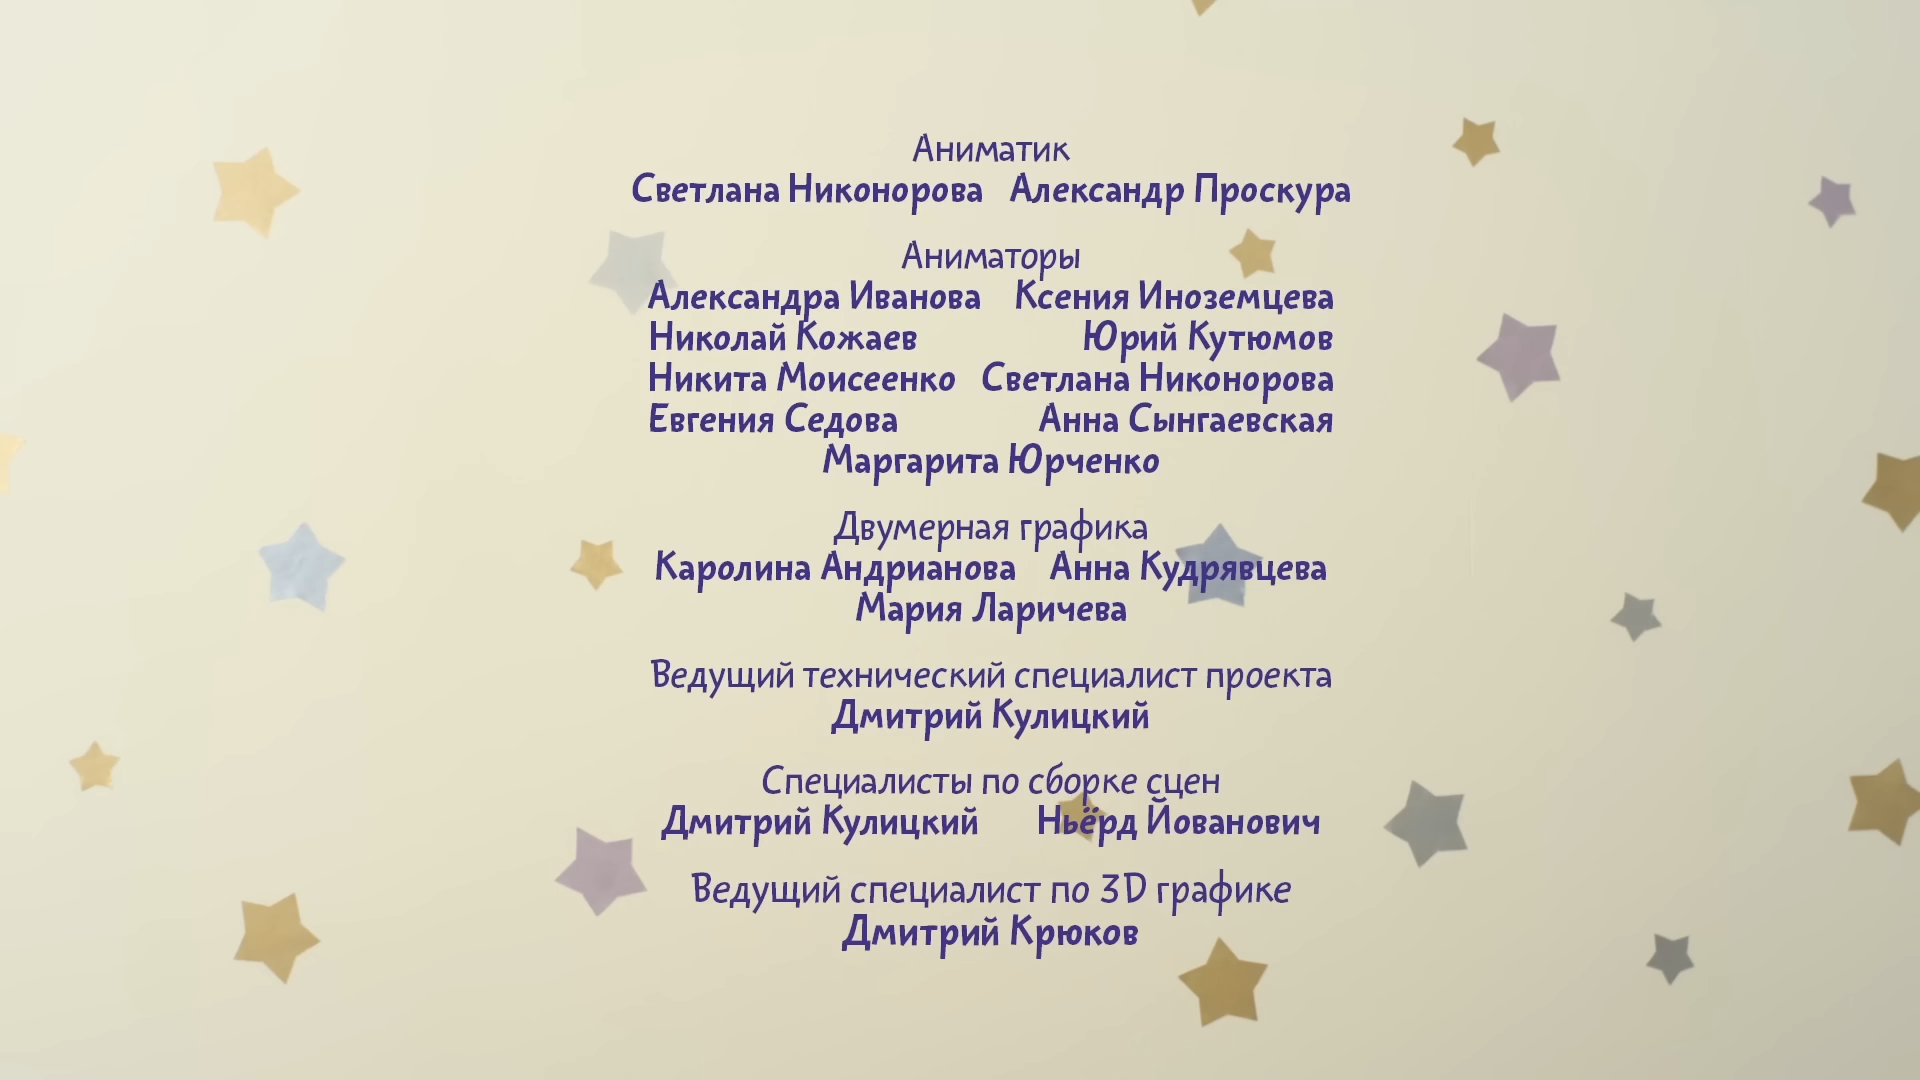 Аниматик
Светлана Никонорова Александр Проскура
Аниматоры
Александра Иванова Ксения Иноземцева
Николай Кожаев Юрий Кутюмов
Никита Моисеенко Светлана Никонорова
Евгения Седова Анна Сынгаевская
Маргарита Юрченко
Двумерная графика
Каролина Андрианова Анна Кудрявцева
Мария Ларичева
Ведущий технический специалист проекта
Дмитрий Кулицкий
Специалисты по сборке сцен
Дмитрий Кулицкий Ньёрд Йованович
Ведущий специалист по 3D графике
Дмитрий Крюков